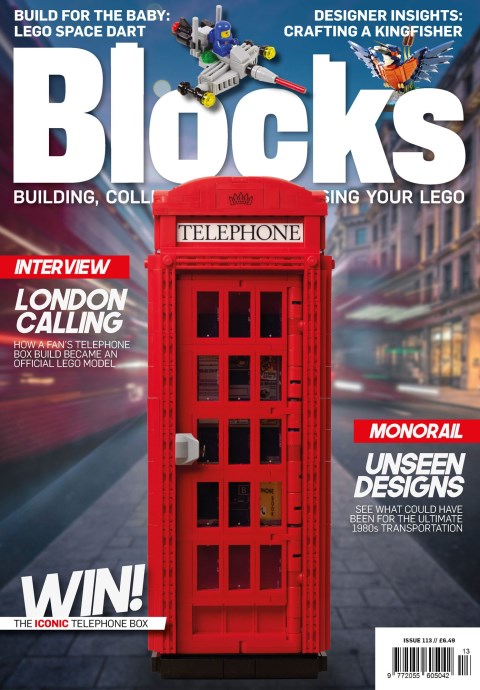 BUILD FOR THE BABY:
LEGO SPACE DART
DESIGNER INSIGHTS:
CRAFTING A KINGFISHER
Blocks
BUILDING, COLL SING YOUR LEGO
TELEPHONE
INTERVIEW
LONDON
CALLING
HOW A FAN'S TELEPHONE
BOX BUILD BECAME AN
OFFICIAL LEGO MODEL
MONORAIL
UNSEEN
DESIGNS
SEE WHAT COULD HAVE
BEEN FOR THE ULTIMATE
1980s TRANSPORTATION
WIN!
THE ICONIC TELEPHONE BOX
ISSUE 113 // £6.49
13
9 772055 605042